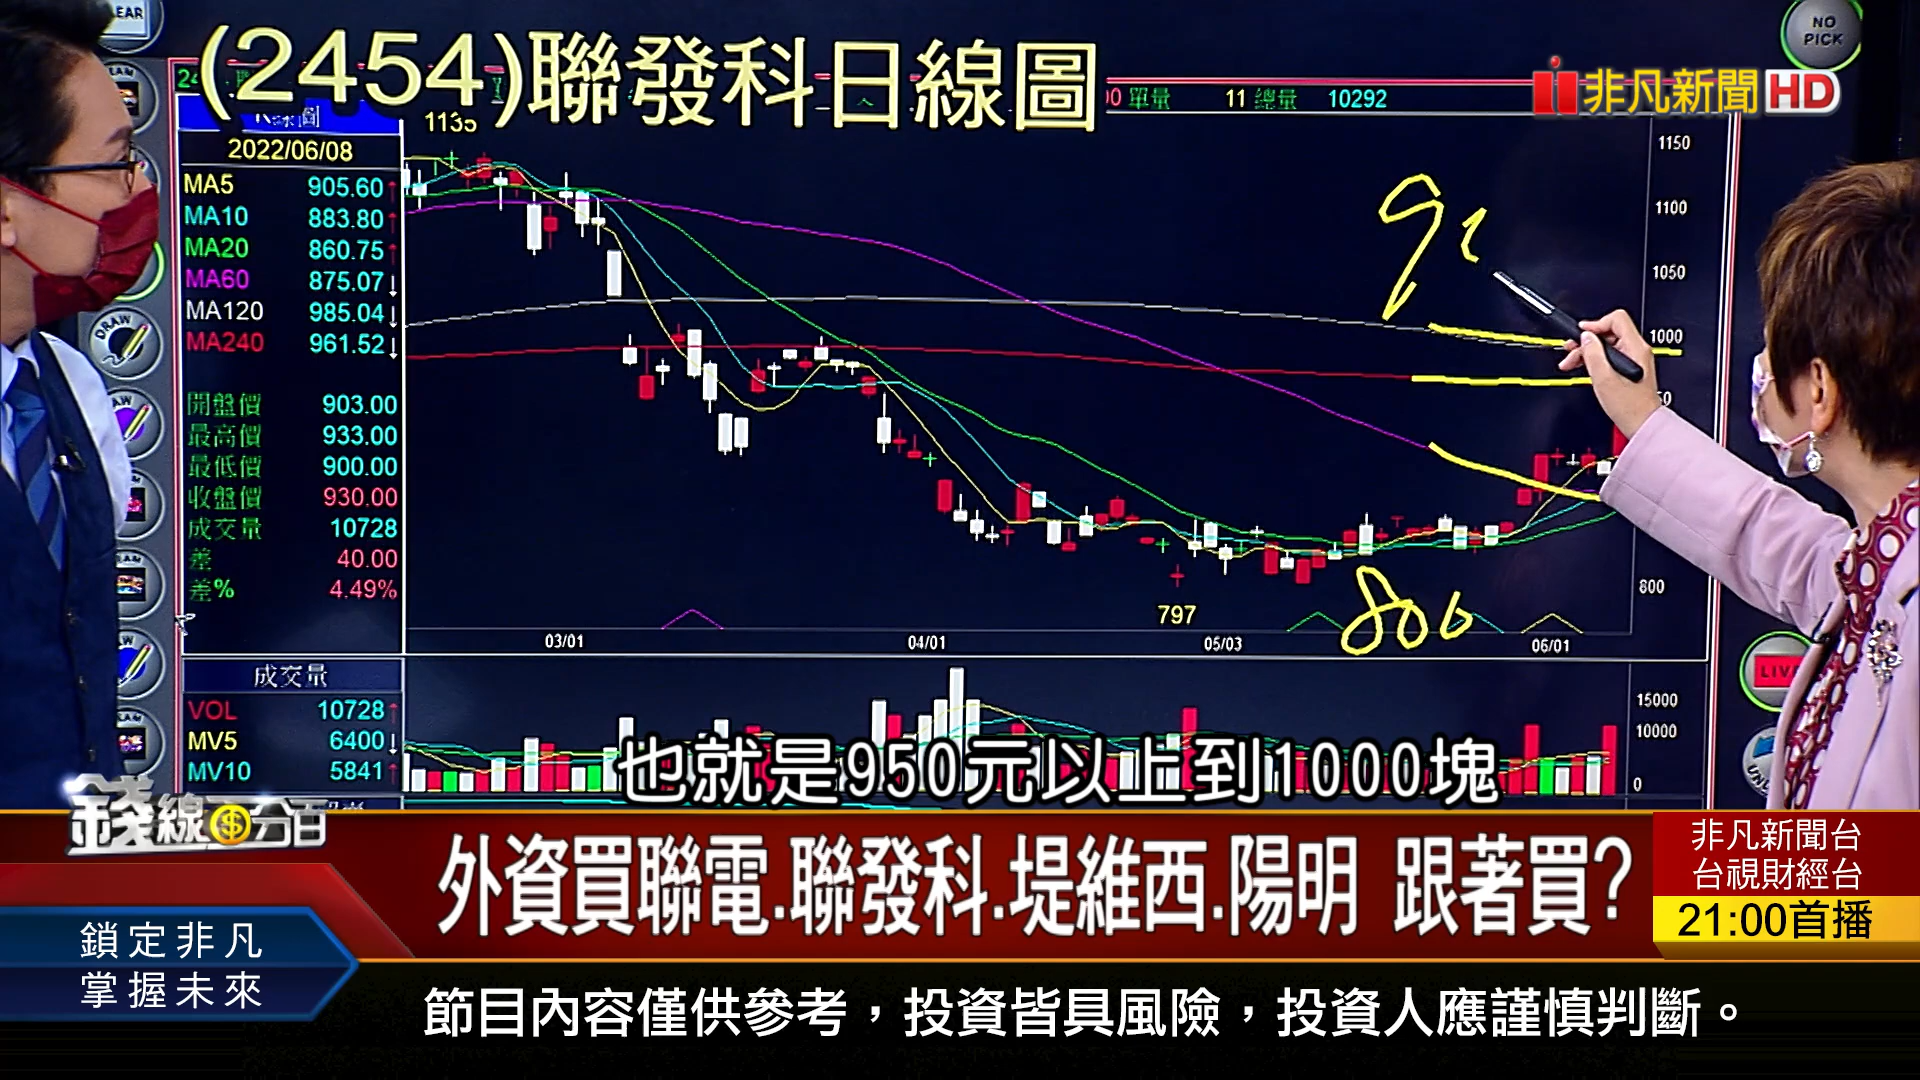 (2454)聯發科日線圖
NO
PICK
非凡新聞HD
單量 11 總量 10292
K線圖
2022/06/08
MA5 905.60↑
MA10 883.80↑
MA20 860.75↑
MA60 875.07↓
MA120 985.04↓
MA240 961.52↓
開盤價 903.00
最高價 933.00
最低價 900.00
收盤價 930.00
成交量 10728
差 40.00
差% 4.49%
1135
1150
1100
1050
1000
800
797
800
03/01 04/01 05/03 06/01
DRAW
LIVE
成交量
VOL 10728↑
MV5 6400↓
MV10 5841↑
15000
10000
0
也就是950元以上到1000塊
錢線百分百
外資買聯電.聯發科.堤維西.陽明 跟著買?
非凡新聞台
台視財經台
21:00首播
鎖定非凡
掌握未來
節目內容僅供參考，投資皆具風險，投資人應謹慎判斷。